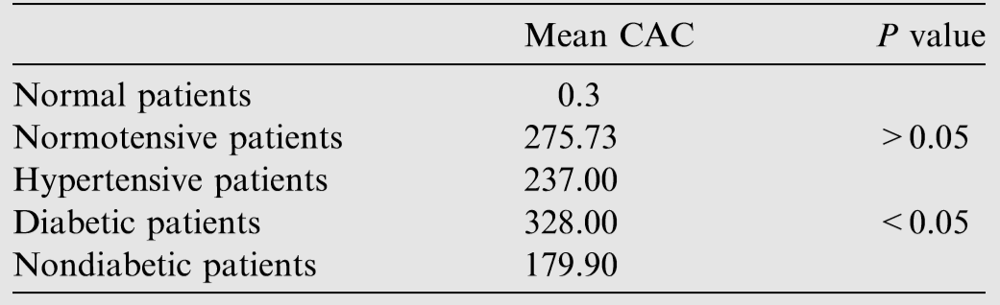 Mean CAC P value
Normal patients 0.3
Normotensive patients 275.73 >0.05
Hypertensive patients 237.00
Diabetic patients 328.00 <0.05
Nondiabetic patients 179.90